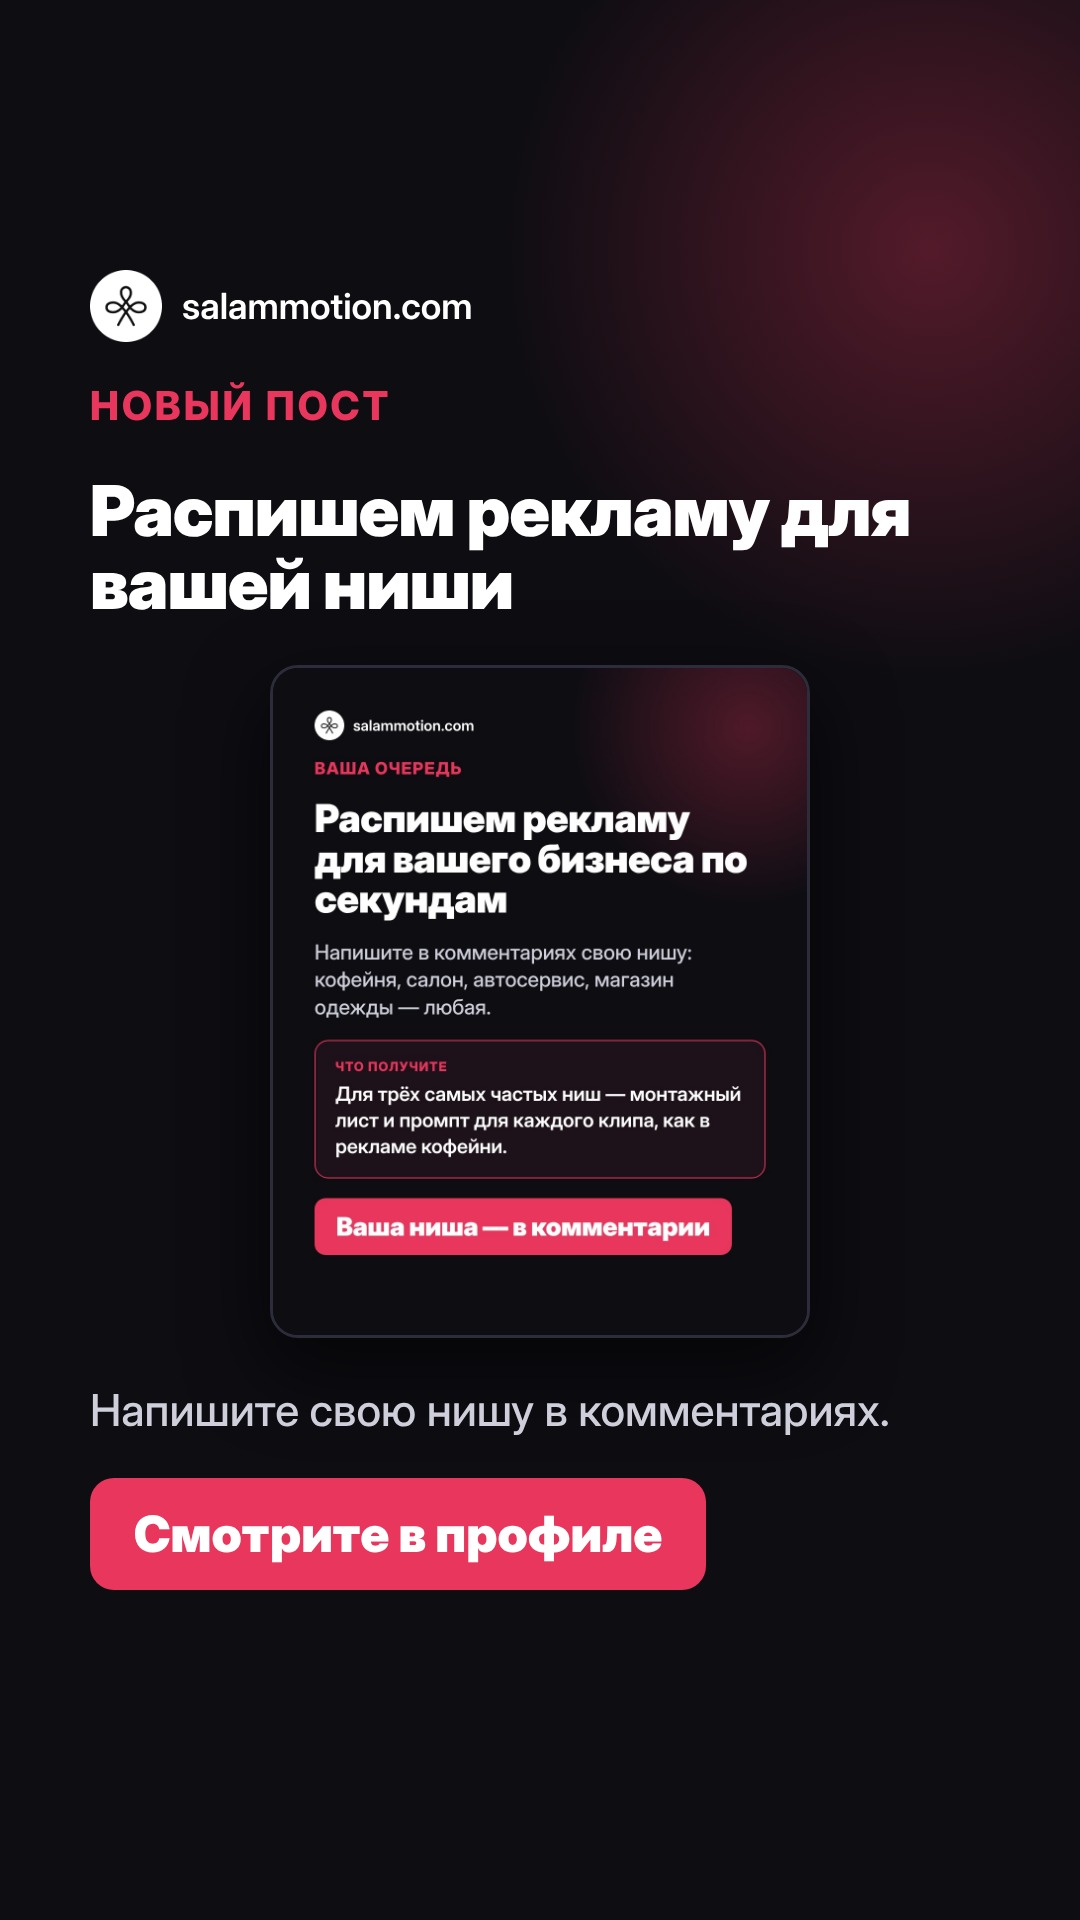 salammotion.com
НОВЫЙ ПОСТ
Распишем рекламу для
вашей ниши
salammotion.com
ВАША ОЧЕРЕДЬ
Распишем рекламу
для вашего бизнеса по
секундам
Напишите в комментариях свою нишу:
кофейня, салон, автосервис, магазин
одежды — любая.
ЧТО ПОЛУЧИТЕ
Для трёх самых частых ниш — монтажный
лист и промпт для каждого клипа, как в
рекламе кофейни.
Ваша ниша — в комментарии
Напишите свою нишу в комментариях.
Смотрите в профиле